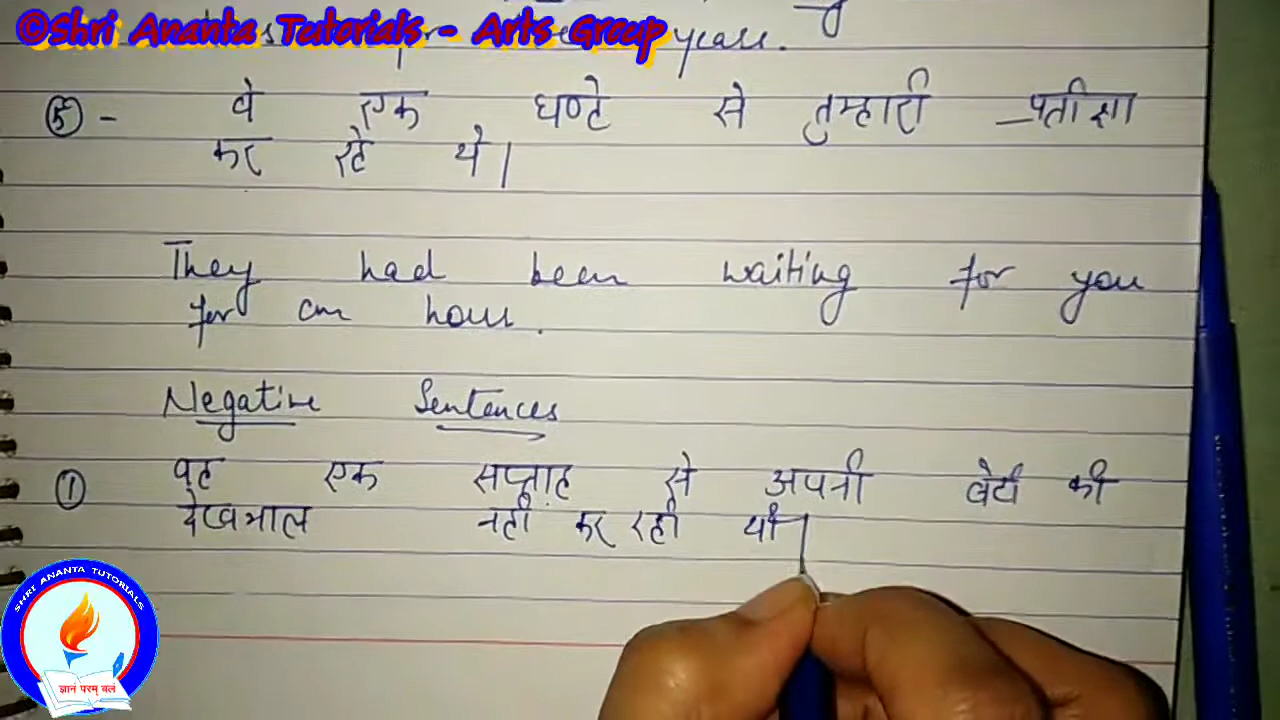 ©Shri Ananta Tutorials - Arts Group
years.
⑤ - वे एक घण्टे से तुम्हारी प्रतीक्षा
कर रहे थे।
They had been waiting for you
for an hour.
Negative Sentences
① वह एक सप्ताह से अपनी बेटी की
देखभाल नहीं कर रही थी।
SHRI ANANTA TUTORIALS
ज्ञानं परमं बलं